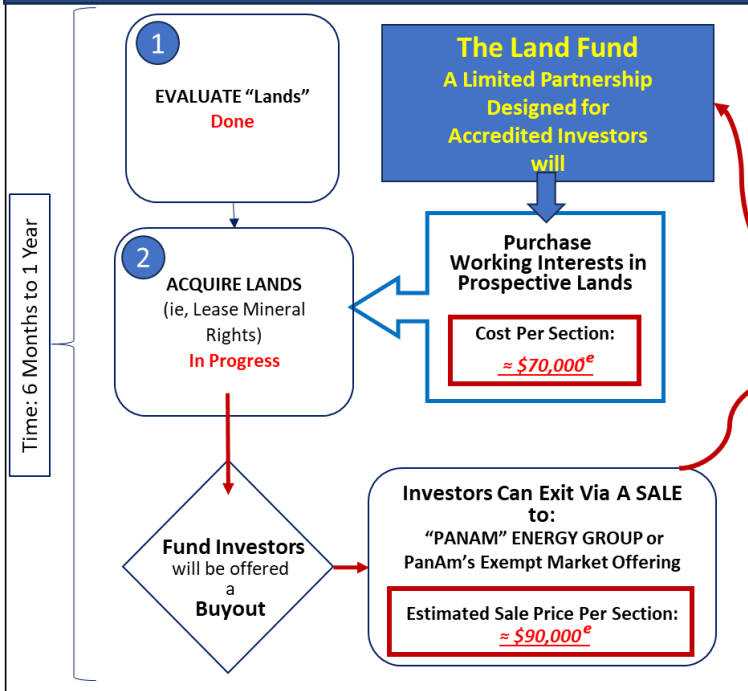 Time: 6 Months to 1 Year
1
EVALUATE “Lands”
Done
2
ACQUIRE LANDS
(ie, Lease Mineral
Rights)
In Progress
The Land Fund
A Limited Partnership
Designed for
Accredited Investors
will
Purchase
Working Interests in
Prospective Lands
Cost Per Section:
≈ $70,000e
Fund Investors
will be offered
a
Buyout
Investors Can Exit Via A SALE
to:
“PANAM” ENERGY GROUP or
PanAm’s Exempt Market Offering
Estimated Sale Price Per Section:
≈ $90,000e